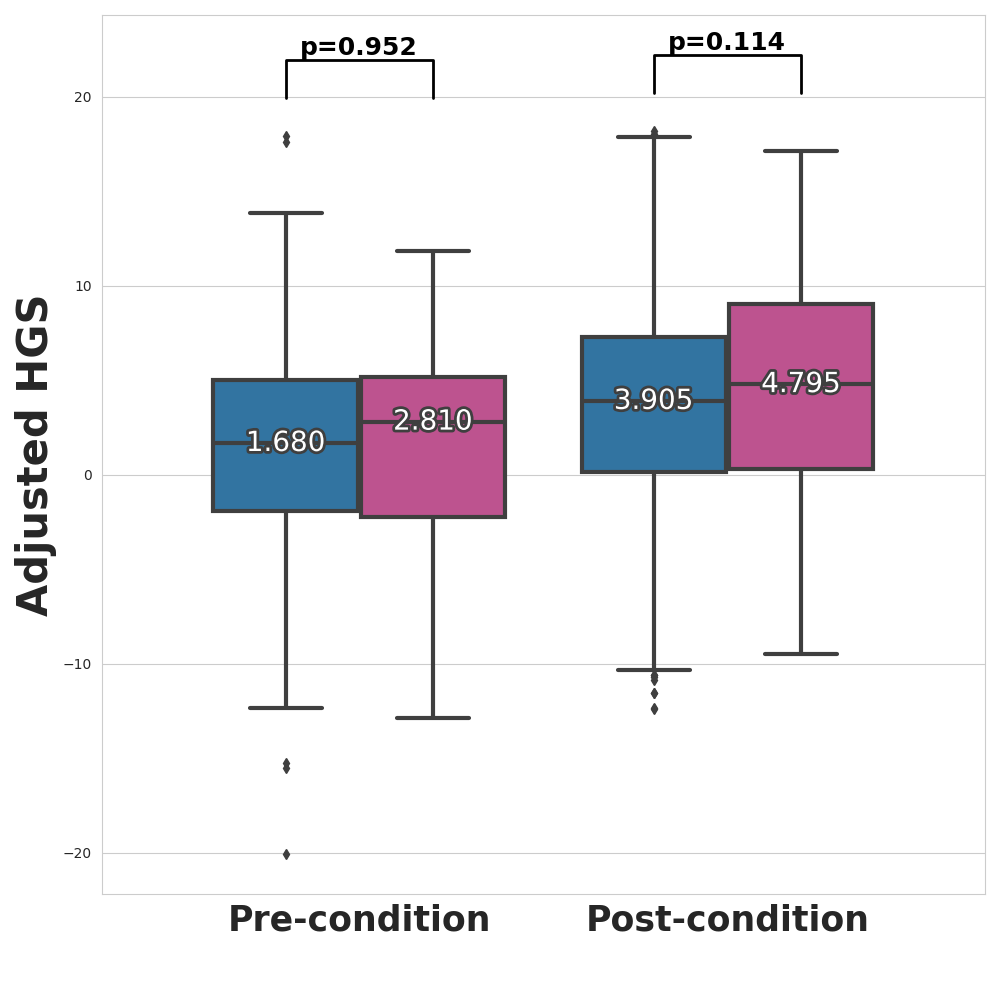 p=0.952
p=0.114
20
10
0
−10
−20
Adjusted HGS
1.680
2.810
3.905
4.795
Pre-condition
Post-condition